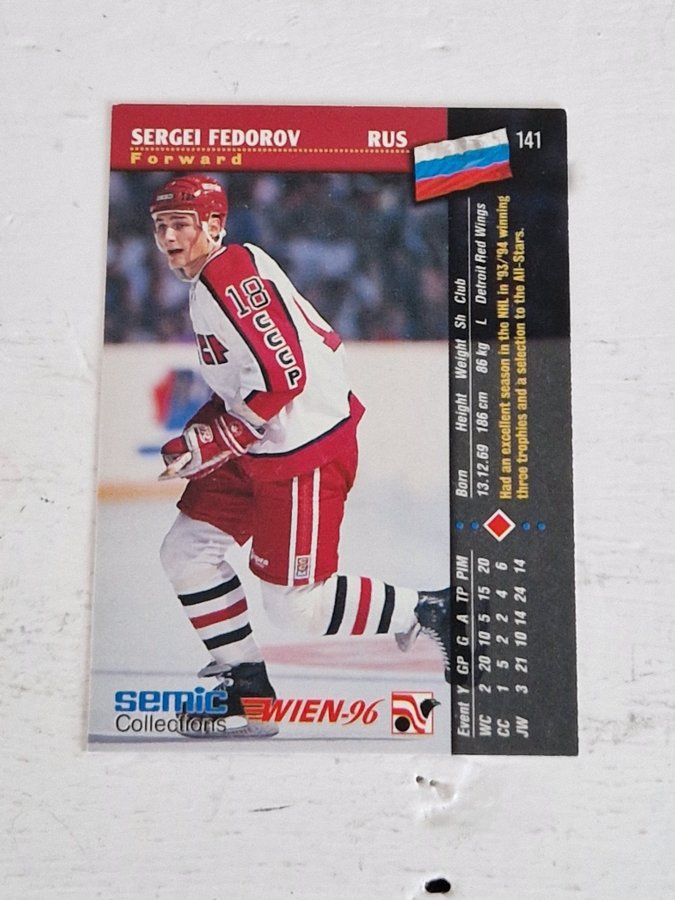 SERGEI FEDOROV RUS 141
Forward
18 CCCP
semic
Collections
WIEN-96
Born Height Weight Sh Club
13.12.69 186 cm 86 kg L Detroit Red Wings
Had an excellent season in the NHL in '93/'94 winning
three trophies and a selection to the All-Stars.
Event Y GP G A TP PIM
WC 2 20 10 5 15 20
CC 1 5 2 2 4 6
JW 3 21 10 14 24 14